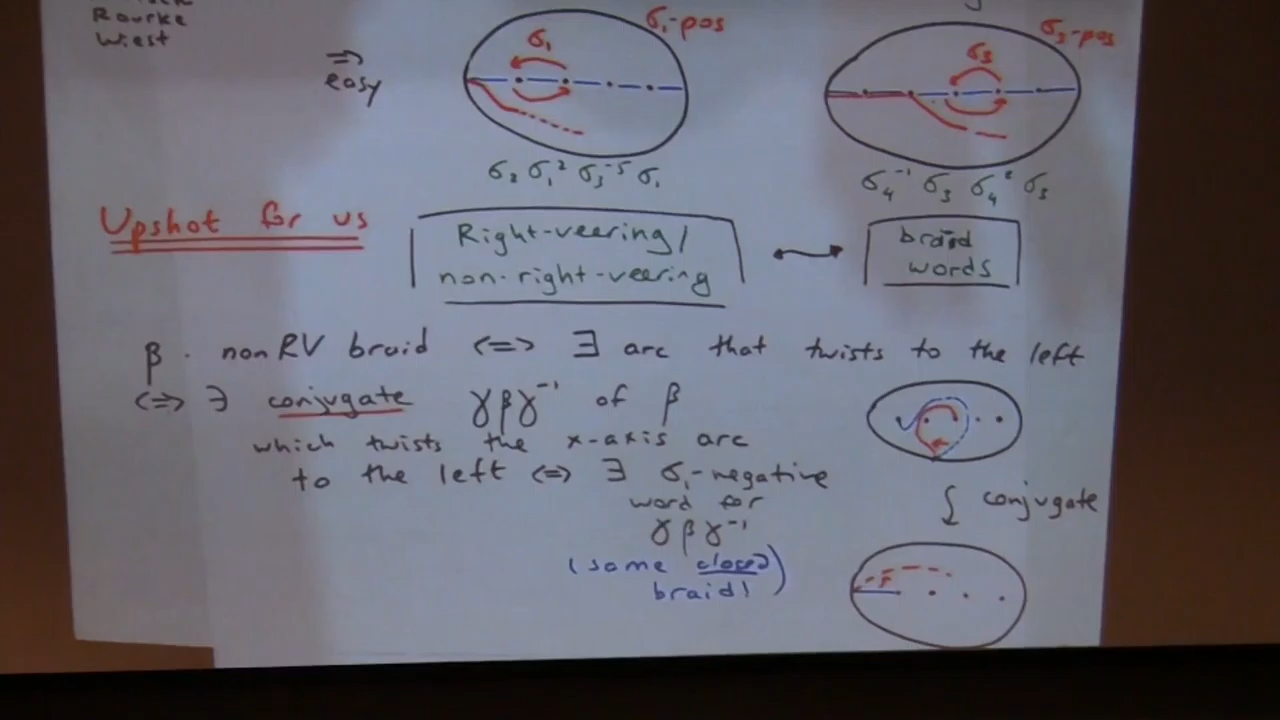 Rourke
Wiest
⇒
easy
σ₁
σ₁-pos
σ₃
σ₃-pos
σ₂ σ₁² σ₃⁻⁵ σ₁
σ₄⁻¹ σ₃ σ₄² σ₃
Upshot for us
Right-veering/
non-right-veering
braid
words
β. nonRV braid <=> ∃ arc that twists to the left
<=> ∃ conjugate γβγ⁻¹ of β
which twists the x-axis arc
to the left <=> ∃ σ₁-negative
word for
γβγ⁻¹
(same closed
braid!)
conjugate